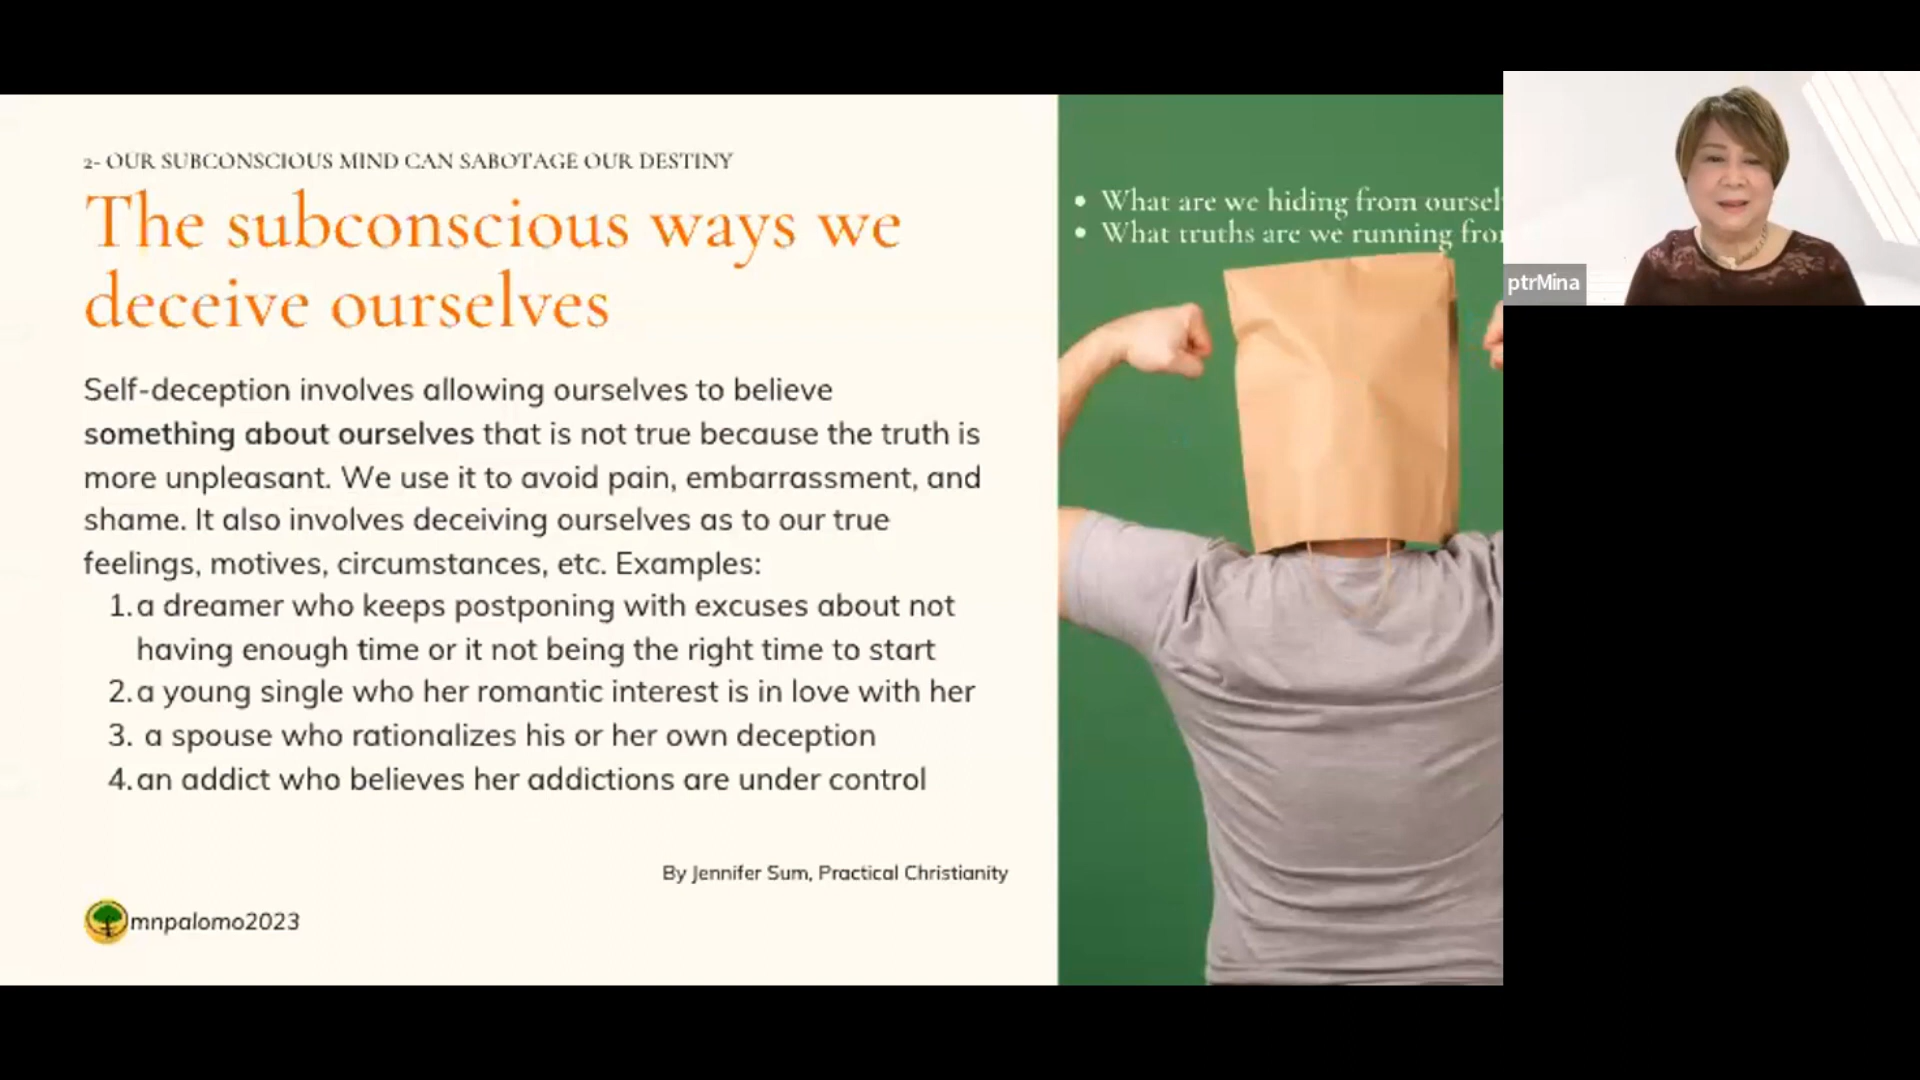 2- OUR SUBCONSCIOUS MIND CAN SABOTAGE OUR DESTINY
The subconscious ways we
deceive ourselves
Self-deception involves allowing ourselves to believe
something about ourselves that is not true because the truth is
more unpleasant. We use it to avoid pain, embarrassment, and
shame. It also involves deceiving ourselves as to our true
feelings, motives, circumstances, etc. Examples:
1. a dreamer who keeps postponing with excuses about not
having enough time or it not being the right time to start
2. a young single who her romantic interest is in love with her
3. a spouse who rationalizes his or her own deception
4. an addict who believes her addictions are under control
By Jennifer Sum, Practical Christianity
mnpalomo2023
• What are we hiding from
• What truths are we running
ptrMina